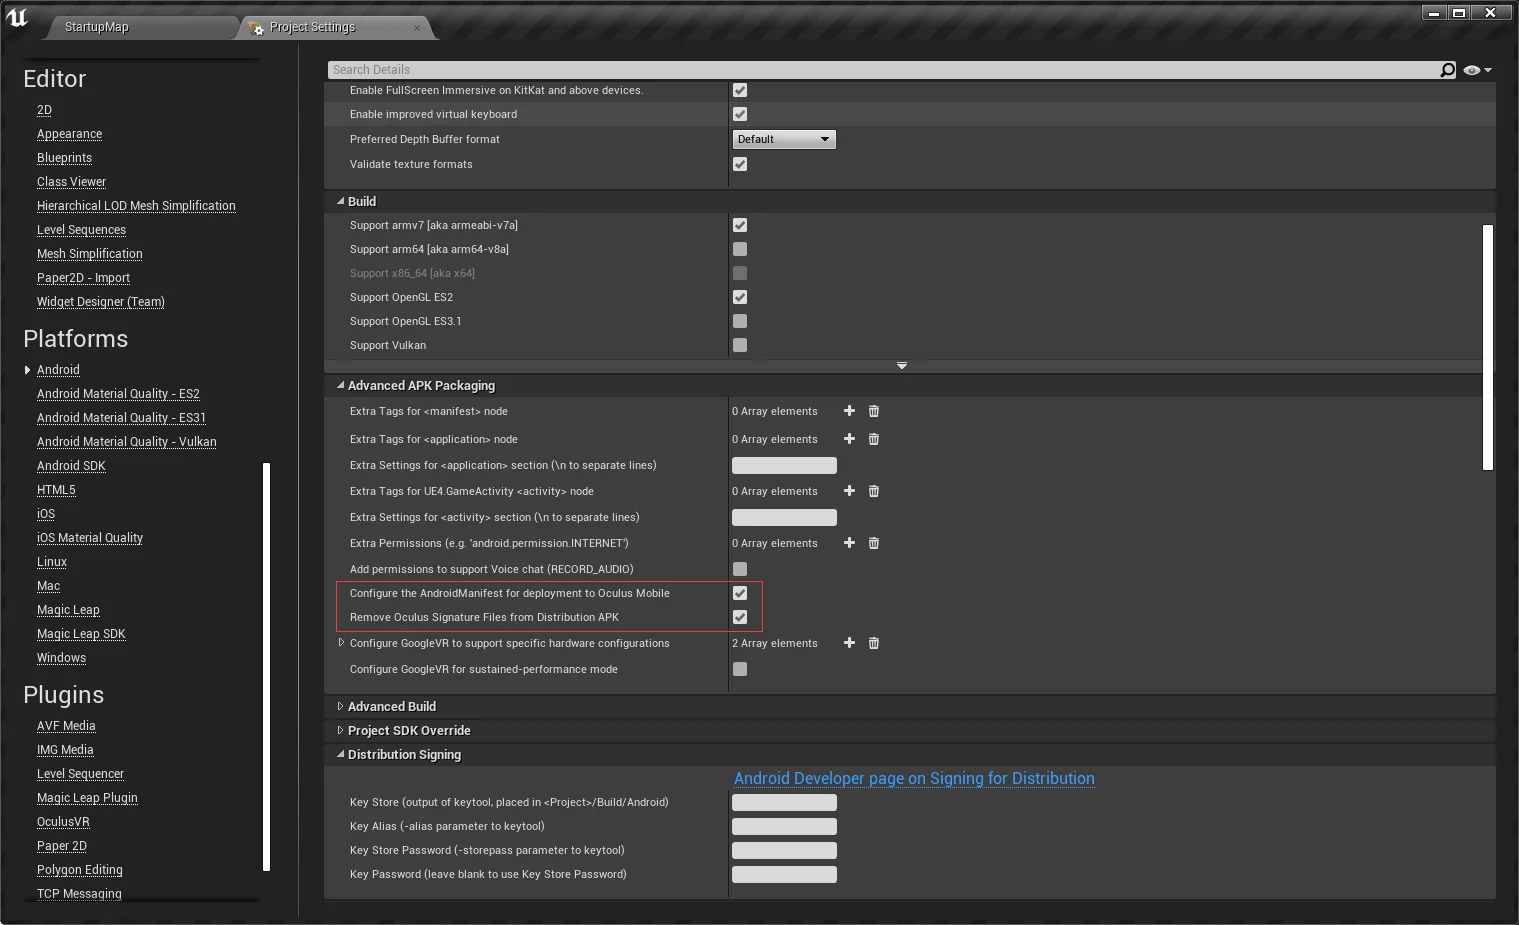 StartupMap
Project Settings
Editor
2D
Appearance
Blueprints
Class Viewer
Hierarchical LOD Mesh Simplification
Level Sequences
Mesh Simplification
Paper2D - Import
Widget Designer (Team)
Platforms
Android
Android Material Quality - ES2
Android Material Quality - ES31
Android Material Quality - Vulkan
Android SDK
HTML5
iOS
iOS Material Quality
Linux
Mac
Magic Leap
Magic Leap SDK
Windows
Plugins
AVF Media
IMG Media
Level Sequencer
Magic Leap Plugin
OculusVR
Paper 2D
Polygon Editing
TCP Messaging
Search Details
Enable FullScreen Immersive on KitKat and above devices.
Enable improved virtual keyboard
Preferred Depth Buffer format Default
Validate texture formats
Build
Support armv7 [aka armeabi-v7a]
Support arm64 [aka arm64-v8a]
Support x86_64 [aka x64]
Support OpenGL ES2
Support OpenGL ES3.1
Support Vulkan
Advanced APK Packaging
Extra Tags for <manifest> node 0 Array elements
Extra Tags for <application> node 0 Array elements
Extra Settings for <application> section (\n to separate lines)
Extra Tags for UE4.GameActivity <activity> node 0 Array elements
Extra Settings for <activity> section (\n to separate lines)
Extra Permissions (e.g. 'android.permission.INTERNET') 0 Array elements
Add permissions to support Voice chat (RECORD_AUDIO)
Configure the AndroidManifest for deployment to Oculus Mobile
Remove Oculus Signature Files from Distribution APK
Configure GoogleVR to support specific hardware configurations 2 Array elements
Configure GoogleVR for sustained-performance mode
Advanced Build
Project SDK Override
Distribution Signing
Android Developer page on Signing for Distribution
Key Store (output of keytool, placed in <Project>/Build/Android)
Key Alias (-alias parameter to keytool)
Key Store Password (-storepass parameter to keytool)
Key Password (leave blank to use Key Store Password)